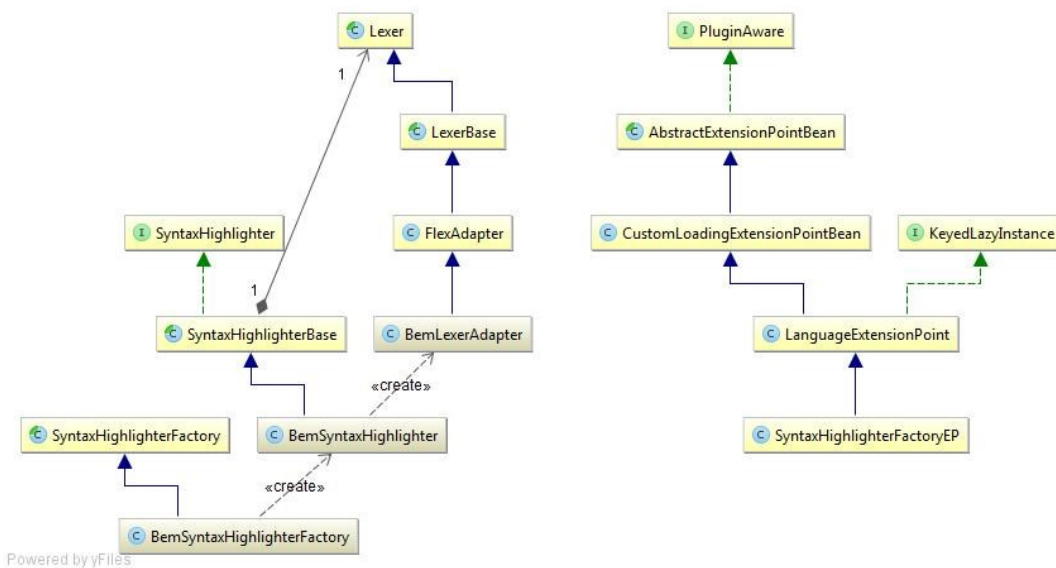 C Lexer
I PluginAware
1
C LexerBase
C AbstractExtensionPointBean
I SyntaxHighlighter
C FlexAdapter
C CustomLoadingExtensionPointBean
I KeyedLazyInstance
1
C SyntaxHighlighterBase
C BemLexerAdapter
C LanguageExtensionPoint
«create»
C SyntaxHighlighterFactory
C BemSyntaxHighlighter
C SyntaxHighlighterFactoryEP
«create»
C BemSyntaxHighlighterFactory
Powered by yFiles